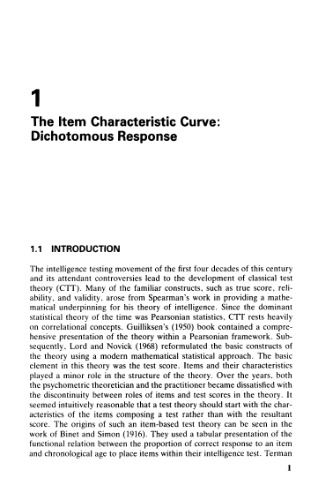 1
The Item Characteristic Curve:
Dichotomous Response
1.1 INTRODUCTION
The intelligence testing movement of the first four decades of this century
and its attendant controversies lead to the development of classical test
theory (CTT). Many of the familiar constructs, such as true score, reli-
ability, and validity, arose from Spearman's work in providing a mathe-
matical underpinning for his theory of intelligence. Since the dominant
statistical theory of the time was Pearsonian statistics, CTT rests heavily
on correlational concepts. Guilliksen's (1950) book contained a compre-
hensive presentation of the theory within a Pearsonian framework. Sub-
sequently, Lord and Novick (1968) reformulated the basic constructs of
the theory using a modern mathematical statistical approach. The basic
element in this theory was the test score. Items and their characteristics
played a minor role in the structure of the theory. Over the years, both
the psychometric theoretician and the practitioner became dissatisfied with
the discontinuity between roles of items and test scores in the theory. It
seemed intuitively reasonable that a test theory should start with the char-
acteristics of the items composing a test rather than with the resultant
score. The origins of such an item-based test theory can be seen in the
work of Binet and Simon (1916). They used a tabular presentation of the
functional relation between the proportion of correct response to an item
and chronological age to place items within their intelligence test. Terman
1